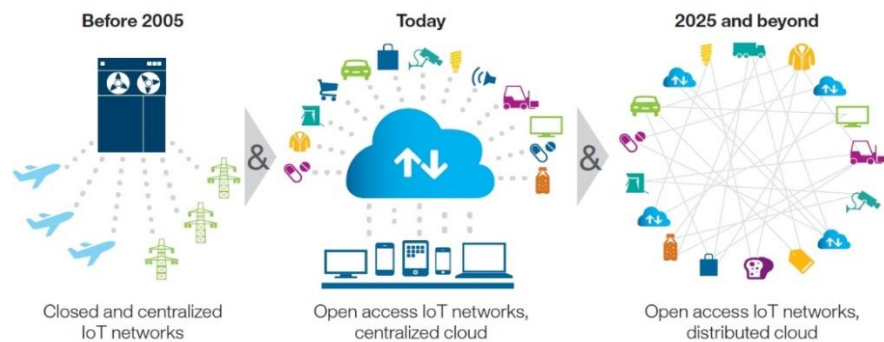 Before 2005
Today
2025 and beyond
&
&
Closed and centralized
IoT networks
Open access IoT networks,
centralized cloud
Open access IoT networks,
distributed cloud